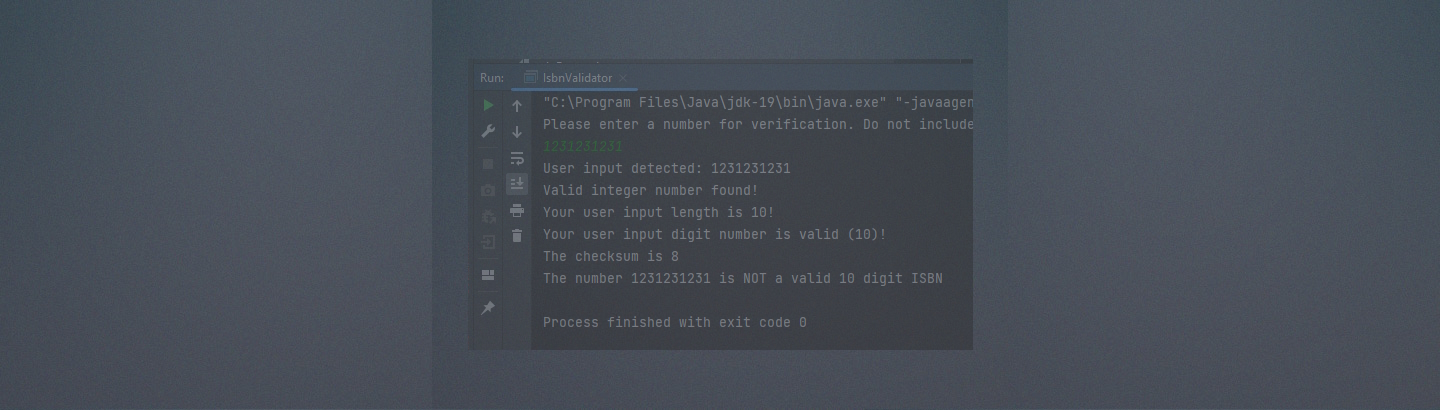 Run: IsbnValidator
"C:\Program Files\Java\jdk-19\bin\java.exe" "-javaagen
Please enter a number for verification. Do not include
1231231231
User input detected: 1231231231
Valid integer number found!
Your user input length is 10!
Your user input digit number is valid (10)!
The checksum is 8
The number 1231231231 is NOT a valid 10 digit ISBN
Process finished with exit code 0